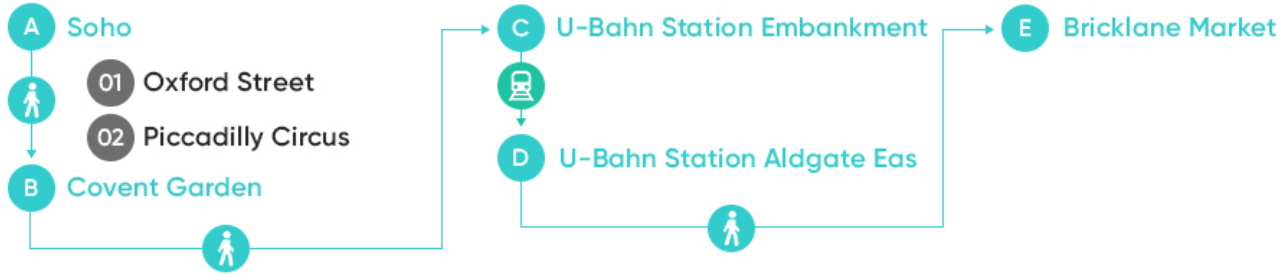 A Soho
01 Oxford Street
02 Piccadilly Circus
B Covent Garden
C U-Bahn Station Embankment
D U-Bahn Station Aldgate Eas
E Bricklane Market